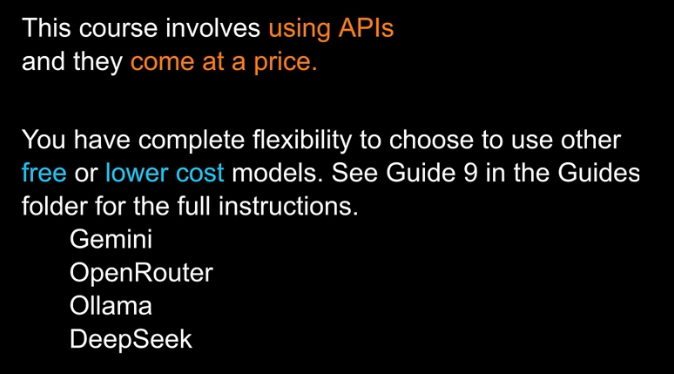 This course involves using APIs
and they come at a price.
You have complete flexibility to choose to use other
free or lower cost models. See Guide 9 in the Guides
folder for the full instructions.
Gemini
OpenRouter
Ollama
DeepSeek